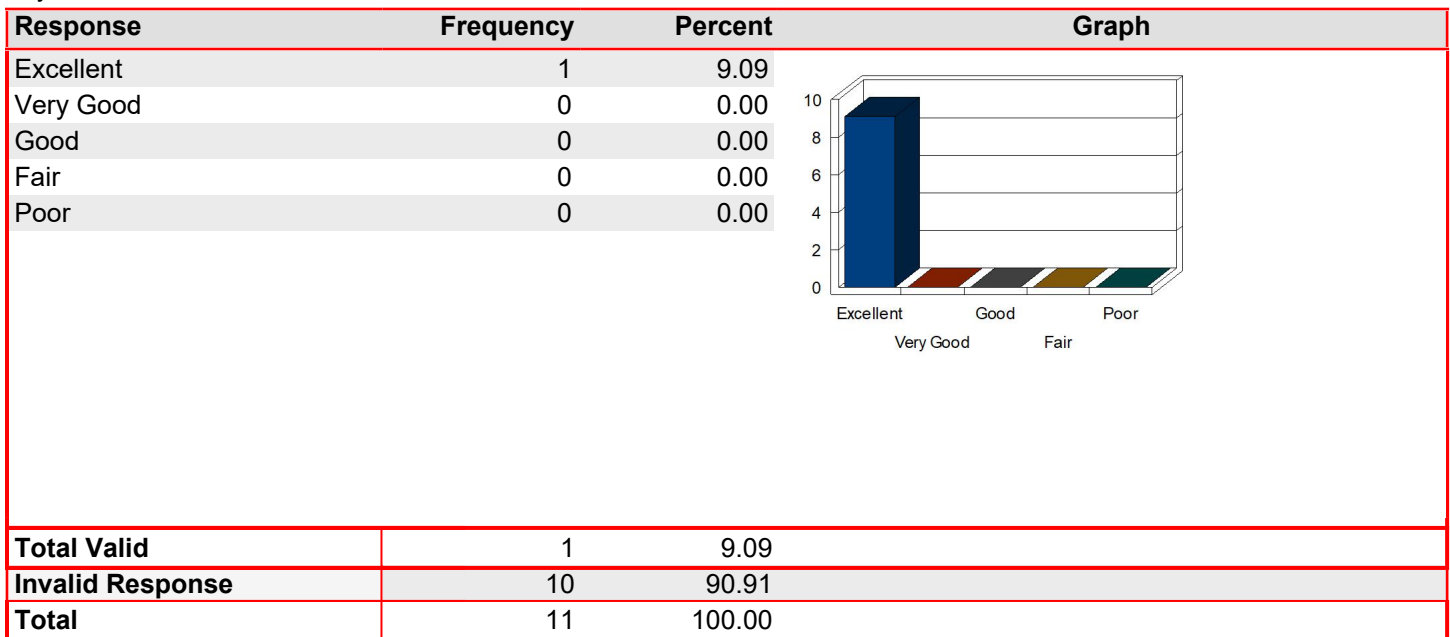 Response Frequency Percent Graph
Excellent 1 9.09
Very Good 0 0.00
Good 0 0.00
Fair 0 0.00
Poor 0 0.00
10
8
6
4
2
0
Excellent Good Poor
Very Good Fair
Total Valid 1 9.09
Invalid Response 10 90.91
Total 11 100.00